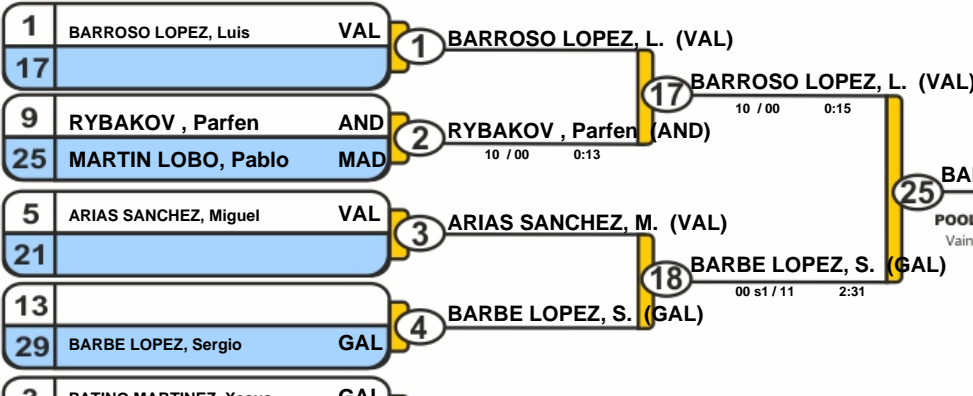 1 BARROSO LOPEZ, Luis VAL
17
1 BARROSO LOPEZ, L. (VAL)
9 RYBAKOV , Parfen AND
25 MARTIN LOBO, Pablo MAD
2 RYBAKOV , Parfen (AND)
10 / 00 0:13
17 BARROSO LOPEZ, L. (VAL)
10 / 00 0:15
5 ARIAS SANCHEZ, Miguel VAL
21
3 ARIAS SANCHEZ, M. (VAL)
13
29 BARBE LOPEZ, Sergio GAL
4 BARBE LOPEZ, S. (GAL)
18 BARBE LOPEZ, S. (GAL)
00 s1 / 11 2:31
25
POOL